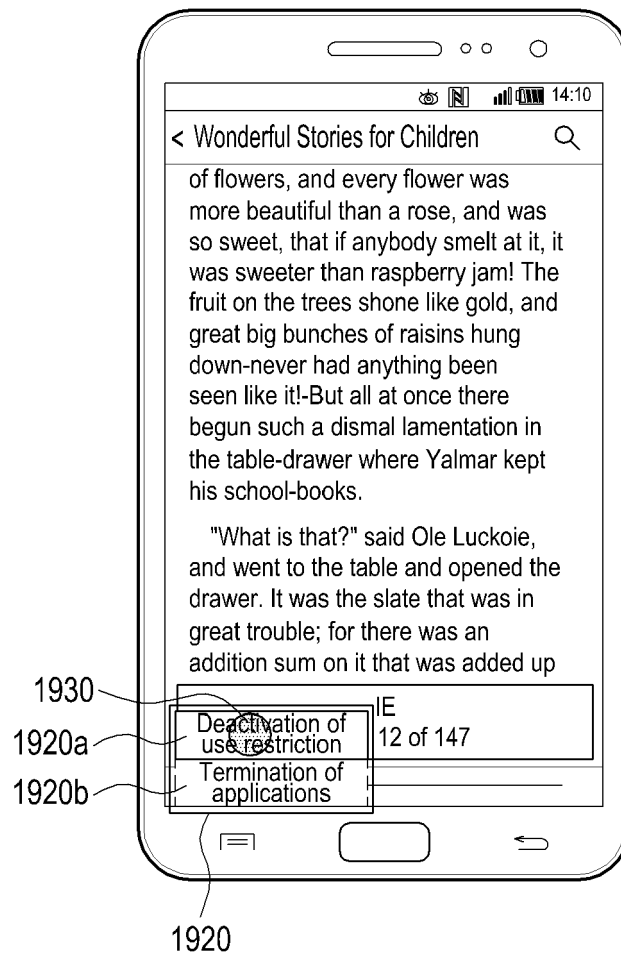 14:10
< Wonderful Stories for Children
of flowers, and every flower was
more beautiful than a rose, and was
so sweet, that if anybody smelt at it, it
was sweeter than raspberry jam! The
fruit on the trees shone like gold, and
great big bunches of raisins hung
down-never had anything been
seen like it!-But all at once there
begun such a dismal lamentation in
the table-drawer where Yalmar kept
his school-books.
"What is that?" said Ole Luckoie,
and went to the table and opened the
drawer. It was the slate that was in
great trouble; for there was an
addition sum on it that was added up
1930
IE
1920a
Deactivation of
use restriction
12 of 147
1920b
Termination of
applications
1920